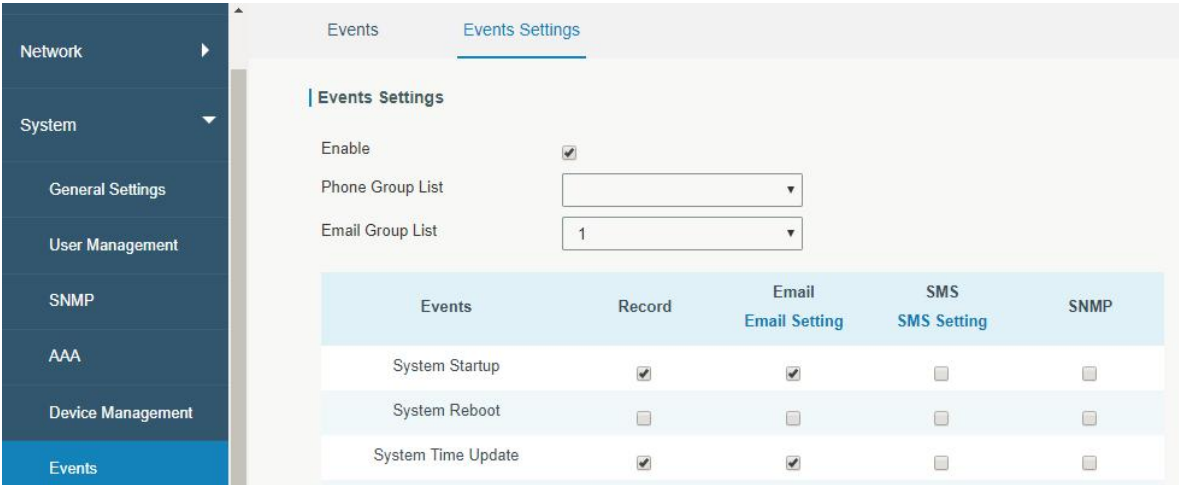 Network
System
General Settings
User Management
SNMP
AAA
Device Management
Events
Events Events Settings
Events Settings
Enable
Phone Group List
Email Group List 1
Events Record Email SMS SNMP
Email Setting SMS Setting
System Startup
System Reboot
System Time Update